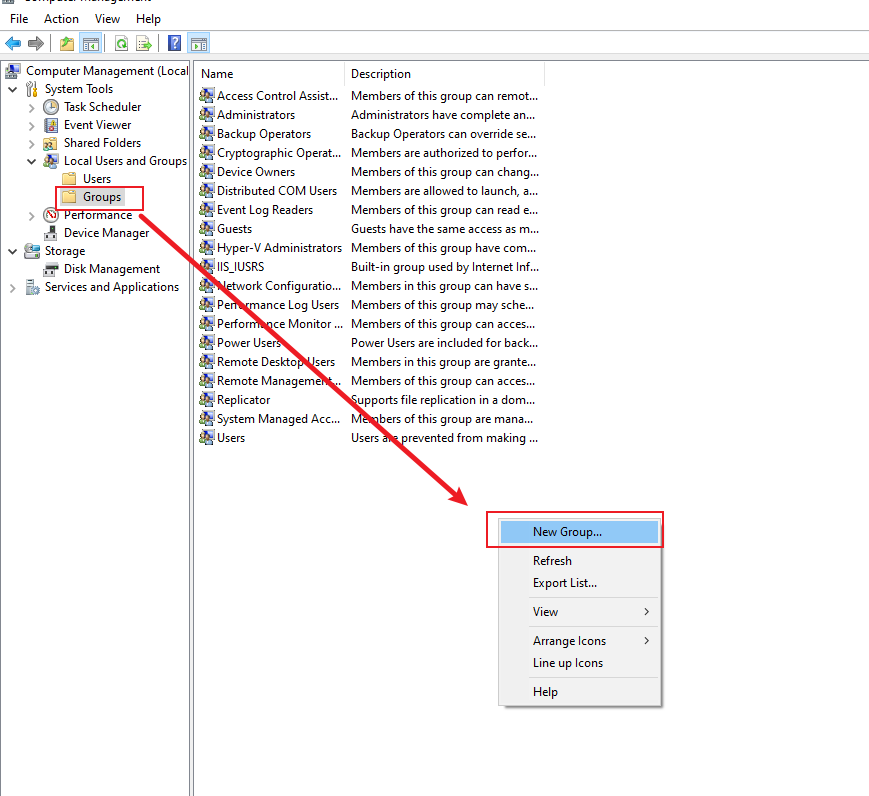 File Action View Help
Computer Management (Local
System Tools
Task Scheduler
Event Viewer
Shared Folders
Local Users and Groups
Users
Groups
Performance
Device Manager
Storage
Disk Management
Services and Applications
Name Description
Access Control Assist... Members of this group can remot...
Administrators Administrators have complete an...
Backup Operators Backup Operators can override se...
Cryptographic Operat... Members are authorized to perfor...
Device Owners Members of this group can chang...
Distributed COM Users Members are allowed to launch, a...
Event Log Readers Members of this group can read e...
Guests Guests have the same access as m...
Hyper-V Administrators Members of this group have com...
IIS_IUSRS Built-in group used by Internet Inf...
Network Configuratio... Members in this group can have s...
Performance Log Users Members of this group may sche...
Performance Monitor ... Members of this group can acces...
Power Users Power Users are included for back...
Remote Desktop Users Members in this group are grante...
Remote Management... Members of this group can acces...
Replicator Supports file replication in a dom...
System Managed Acc... Members of this group are mana...
Users Users are prevented from making ...
New Group...
Refresh
Export List...
View
Arrange Icons
Line up Icons
Help